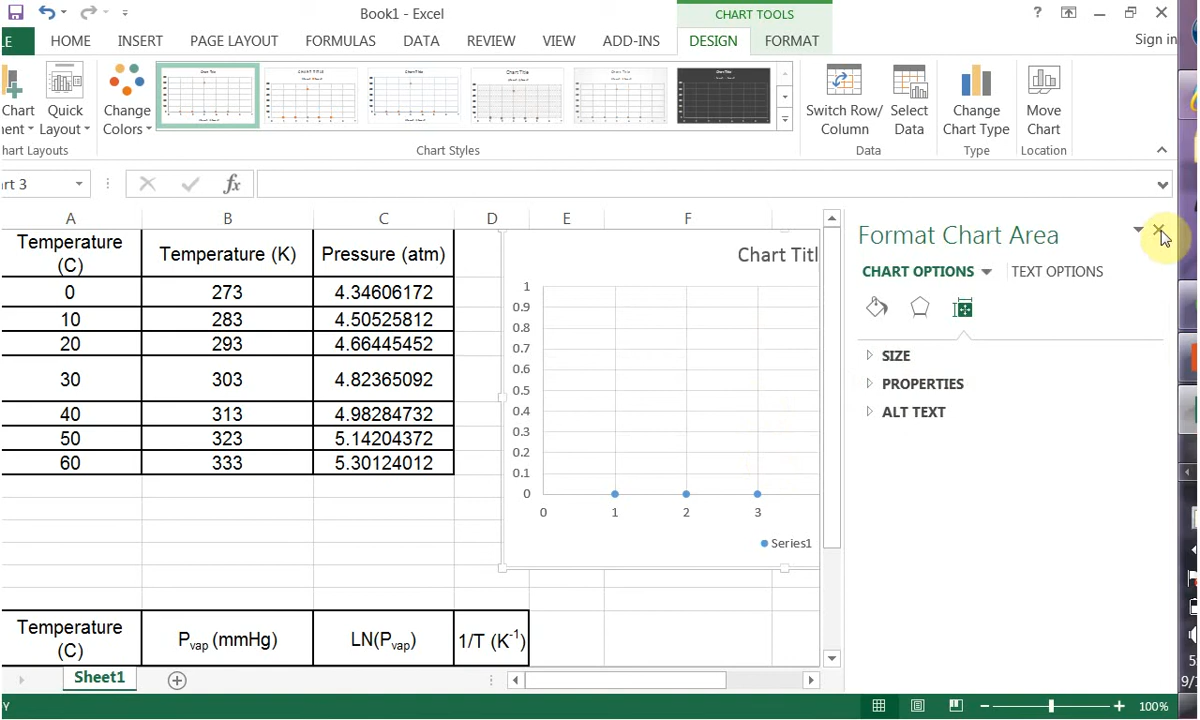 Book1 - Excel
CHART TOOLS
?
HOME
INSERT
PAGE LAYOUT
FORMULAS
DATA
REVIEW
VIEW
ADD-INS
DESIGN
FORMAT
Sign in
Chart
Quick
Layout
Change
Colors
Switch Row/
Column
Select
Data
Change
Chart Type
Move
Chart
hart Layouts
Chart Styles
Data
Type
Location
art 3
fx
A
B
C
D
E
F
Temperature
(C)
Temperature (K)
Pressure (atm)
0
273
4.34606172
10
283
4.50525812
20
293
4.66445452
30
303
4.82365092
40
313
4.98284732
50
323
5.14204372
60
333
5.30124012
Temperature
(C)
Pvap (mmHg)
LN(Pvap)
1/T (K-1)
Chart Titl
1
0.9
0.8
0.7
0.6
0.5
0.4
0.3
0.2
0.1
0
0
1
2
3
Series1
Format Chart Area
CHART OPTIONS
TEXT OPTIONS
SIZE
PROPERTIES
ALT TEXT
Sheet1
100%